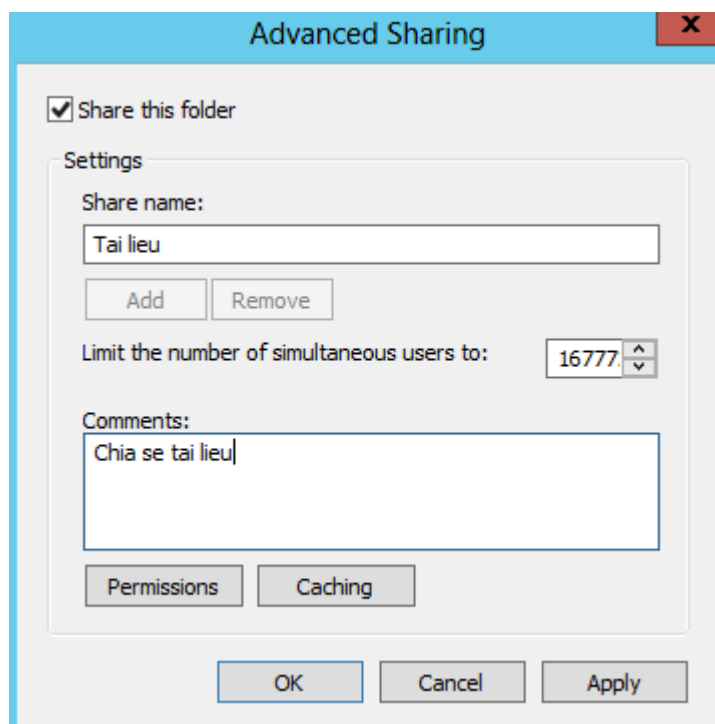 Advanced Sharing
x
Share this folder
Settings
Share name:
Tai lieu
Add Remove
Limit the number of simultaneous users to: 16777
Comments:
Chia se tai lieu
Permissions Caching
OK Cancel Apply